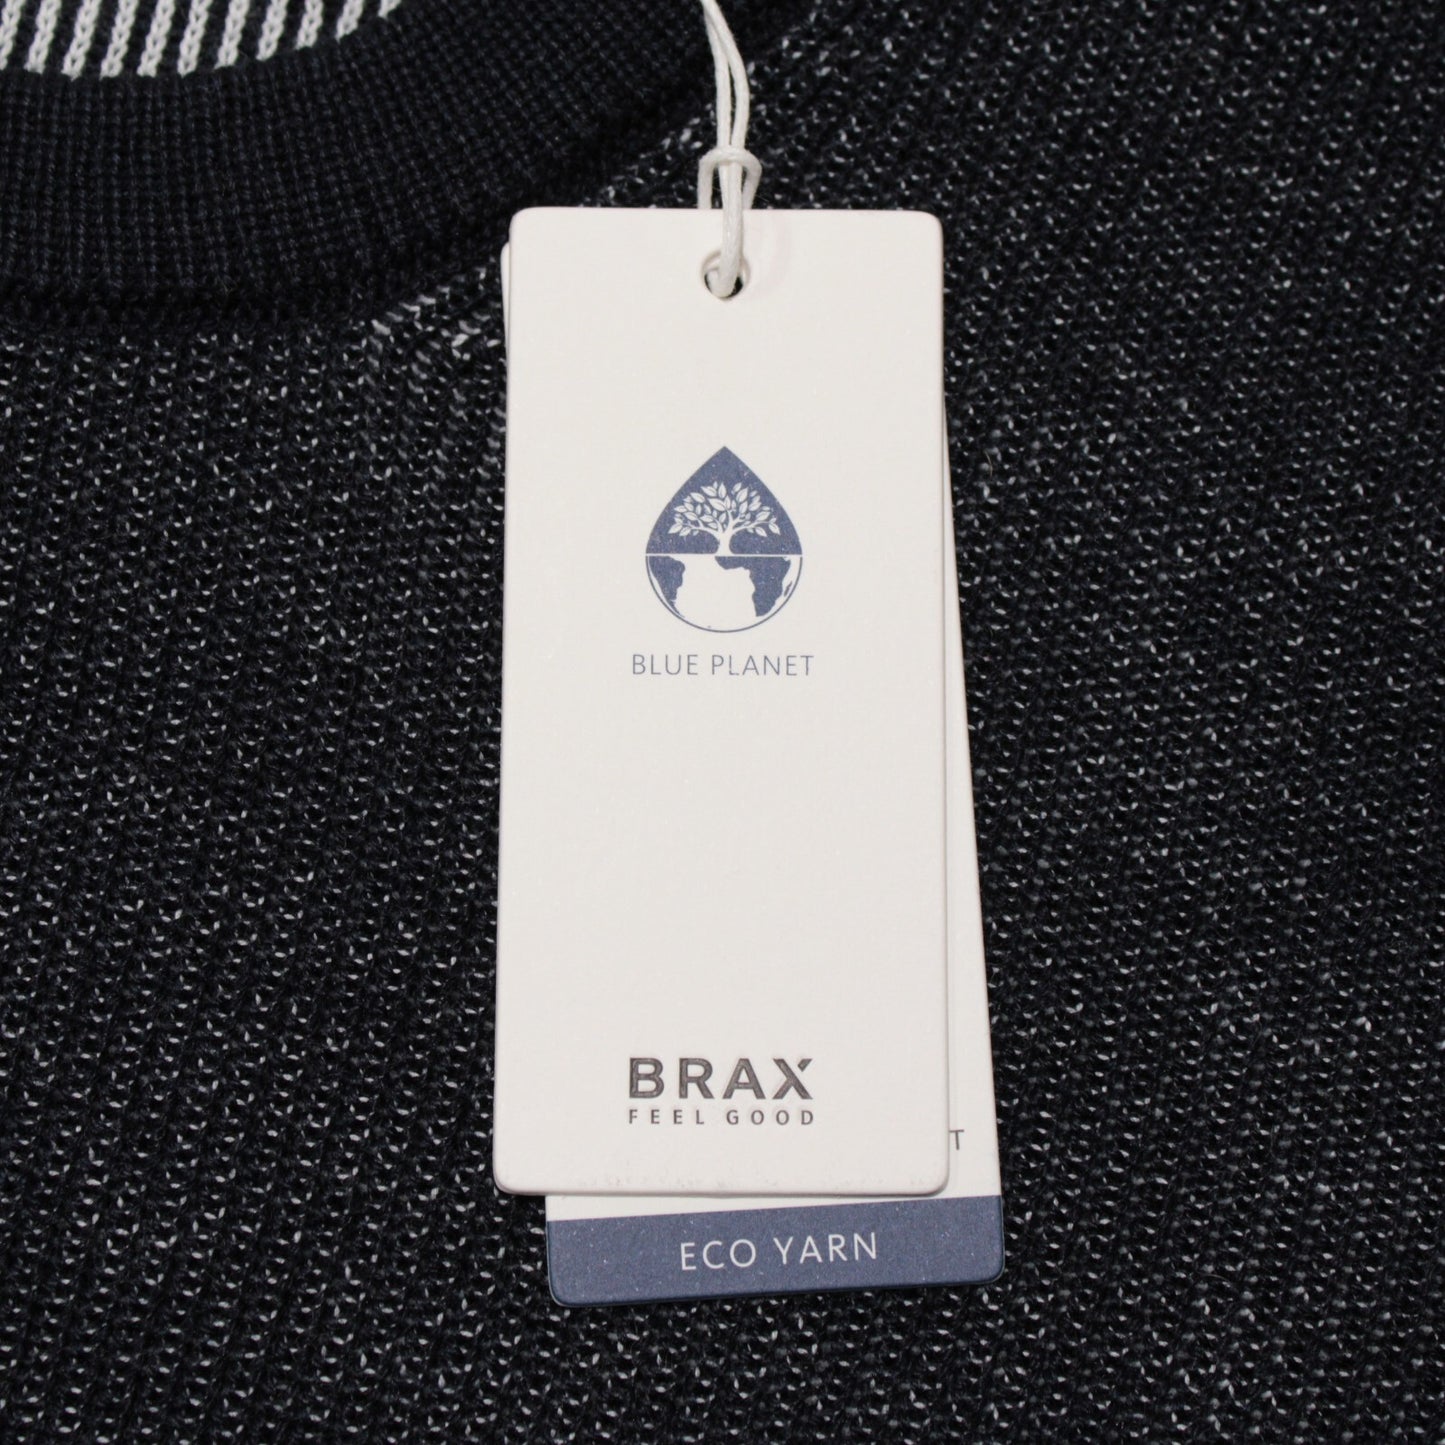 BLUE PLANET
BRAX
FEEL GOOD
T
ECO YARN